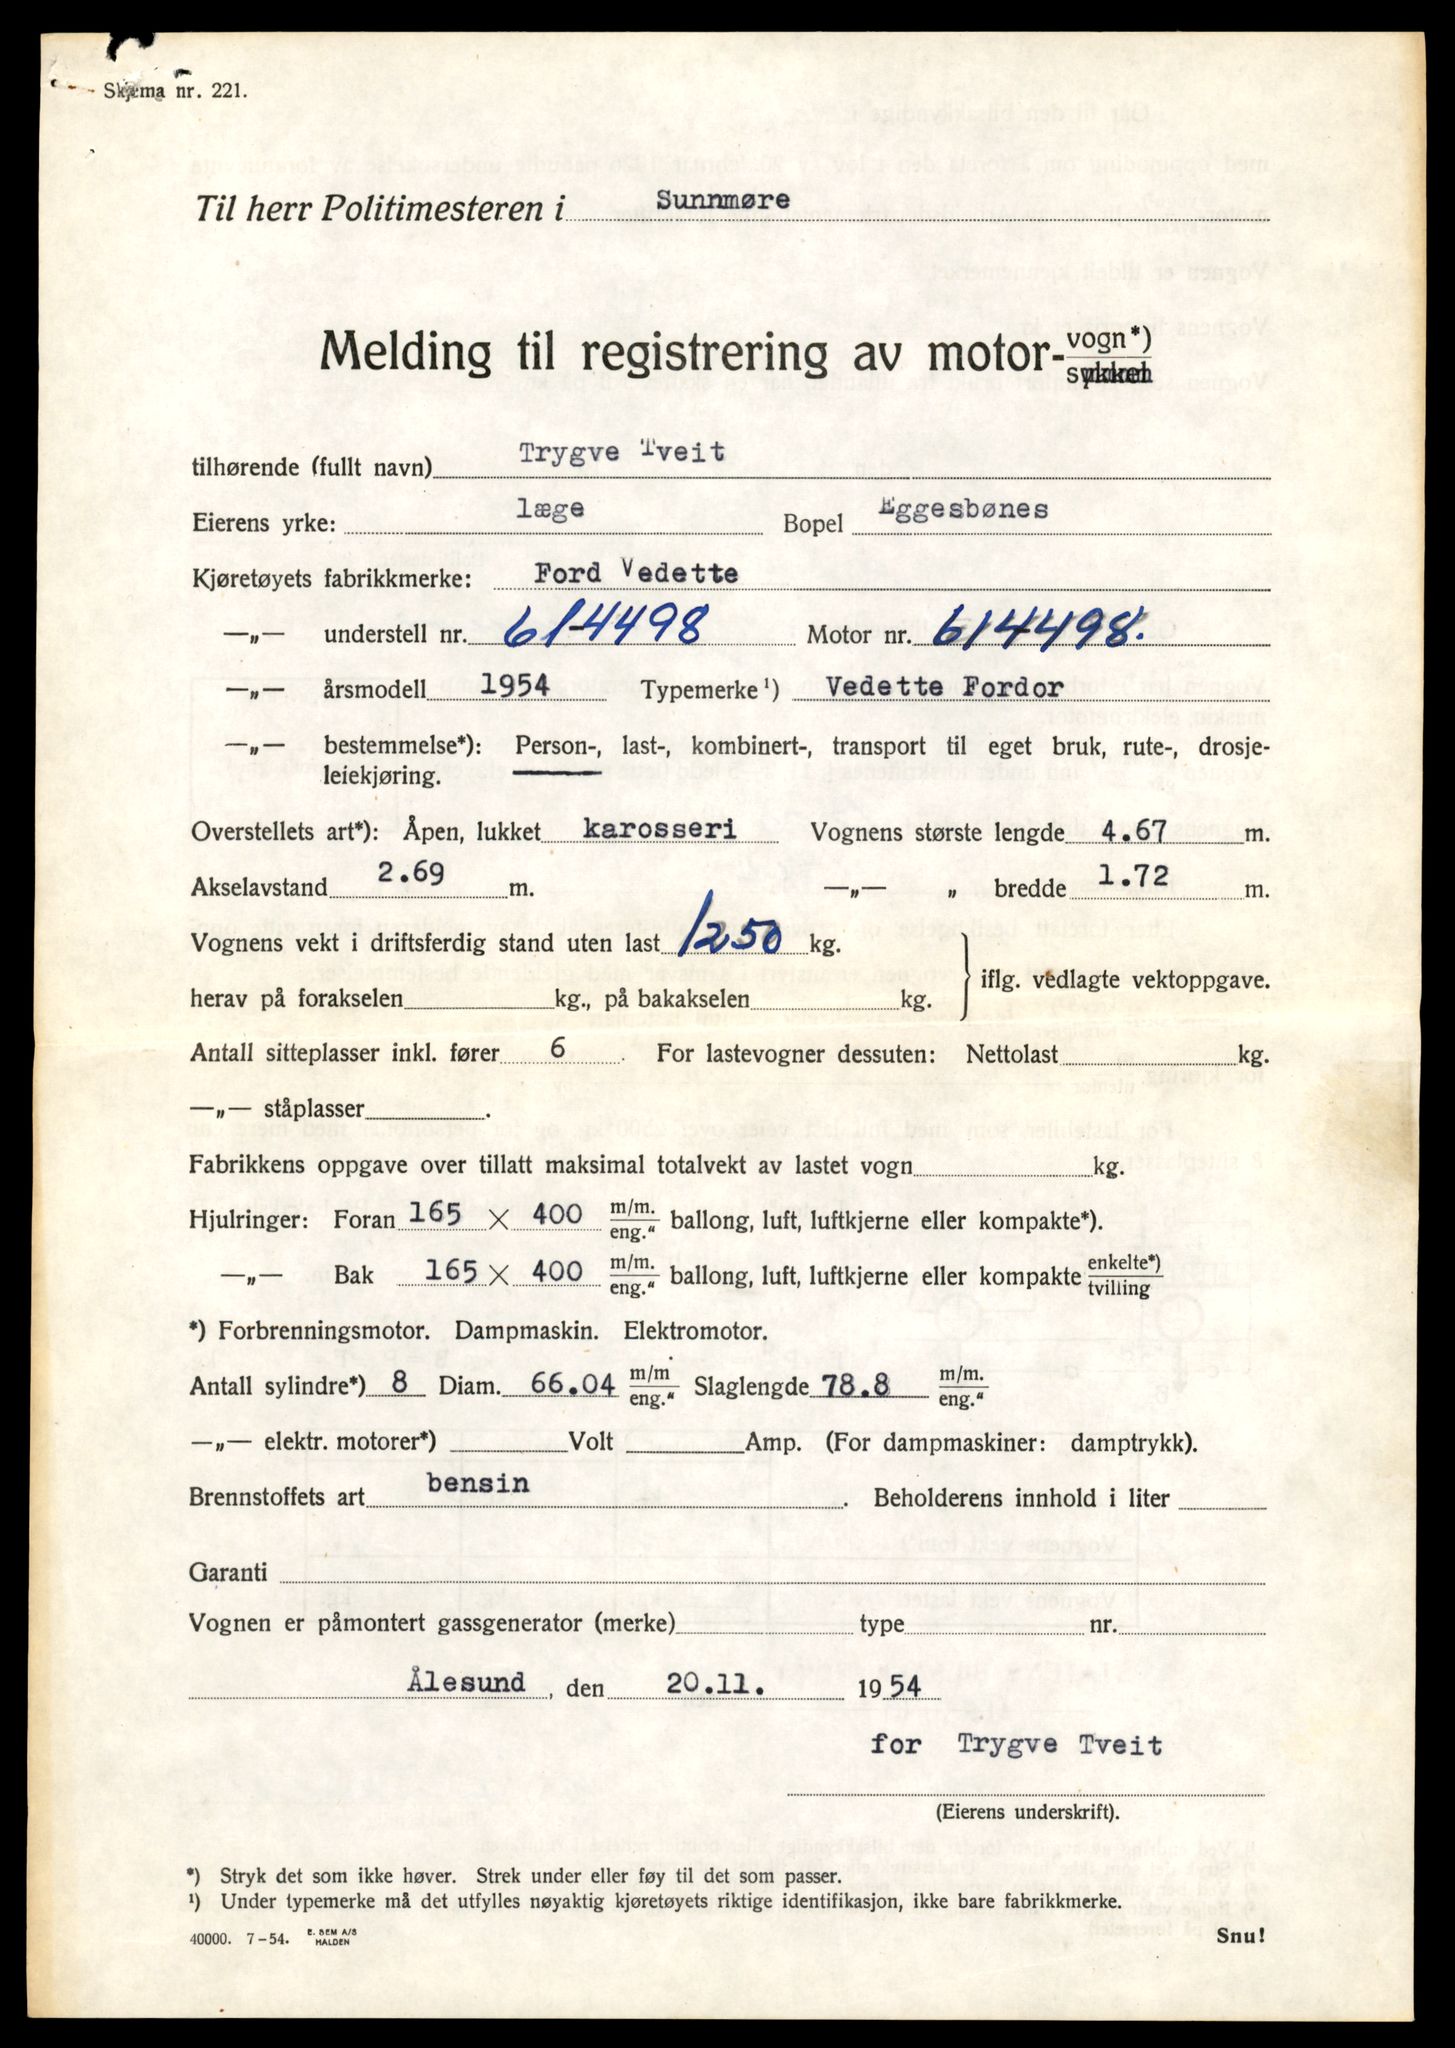 Skjema nr. 221.
Til herr Politimesteren i Sunnmøre
Melding til registrering av motor-vogn*)
sykkel
tilhørende (fullt navn) Trygve Tveit
Eierens yrke: læge Bopel Eggesbønes
Kjøretøyets fabrikkmerke: Ford Vedette
—„— understell nr. 614498 Motor nr. 614498.
—„— årsmodell 1954 Typemerke¹) Vedette Fordor
—„— bestemmelse*): Person-, last-, kombinert-, transport til eget bruk, rute-, drosje-
leiekjøring.
Overstellets art*): Åpen, lukket karosseri Vognens største lengde 4.67 m.
Akselavstand 2.69 m. —„— „ bredde 1.72 m.
Vognens vekt i driftsferdig stand uten last 1250 kg.
herav på forakselen kg., på bakakselen kg. iflg. vedlagte vektoppgave.
Antall sitteplasser inkl. fører 6 . For lastevogner dessuten: Nettolast kg.
—„— ståplasser .
Fabrikkens oppgave over tillatt maksimal totalvekt av lastet vogn kg.
Hjulringer: Foran 165 × 400 m/m. eng.“ ballong, luft, luftkjerne eller kompakte*).
—„— Bak 165 × 400 m/m. eng.“ ballong, luft, luftkjerne eller kompakte enkelte*) tvilling
*) Forbrenningsmotor. Dampmaskin. Elektromotor.
Antall sylindre*) 8 Diam. 66.04 m/m eng.“ Slaglengde 78.8 m/m. eng.“
—„— elektr. motorer*) Volt Amp. (For dampmaskiner: damptrykk).
Brennstoffets art bensin . Beholderens innhold i liter
Garanti
Vognen er påmontert gassgenerator (merke) type nr.
Ålesund, den 20.11. 1954
for Trygve Tveit
(Eierens underskrift).
*) Stryk det som ikke høver. Strek under eller føy til det som passer.
¹) Under typemerke må det utfylles nøyaktig kjøretøyets riktige identifikasjon, ikke bare fabrikkmerke.
40000. 7-54. E. SEM A/S HALDEN Snu!